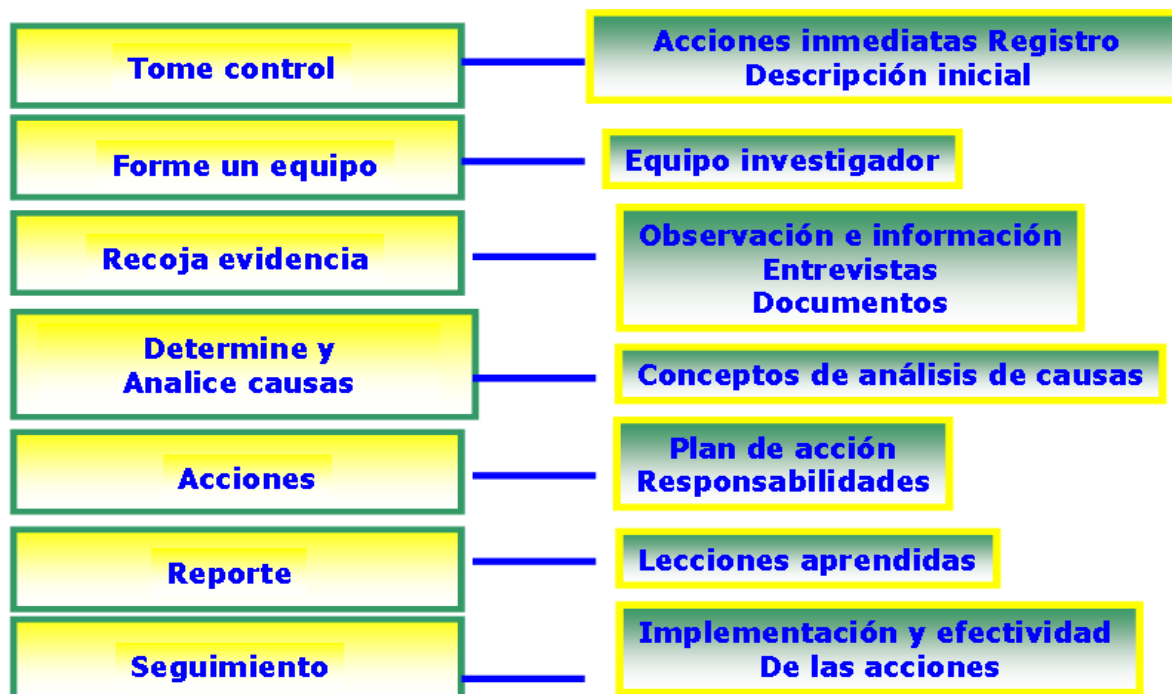 Tome control
Acciones inmediatas Registro
Descripción inicial
Forme un equipo
Equipo investigador
Recoja evidencia
Observación e información
Entrevistas
Documentos
Determine y
Analice causas
Conceptos de análisis de causas
Acciones
Plan de acción
Responsabilidades
Reporte
Lecciones aprendidas
Seguimiento
Implementación y efectividad
De las acciones